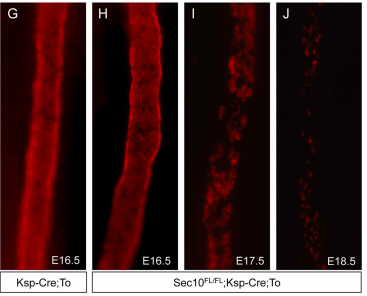 G H I J
E16.5 E16.5 E17.5 E18.5
Ksp-Cre;To Sec10FL/FL;Ksp-Cre;To